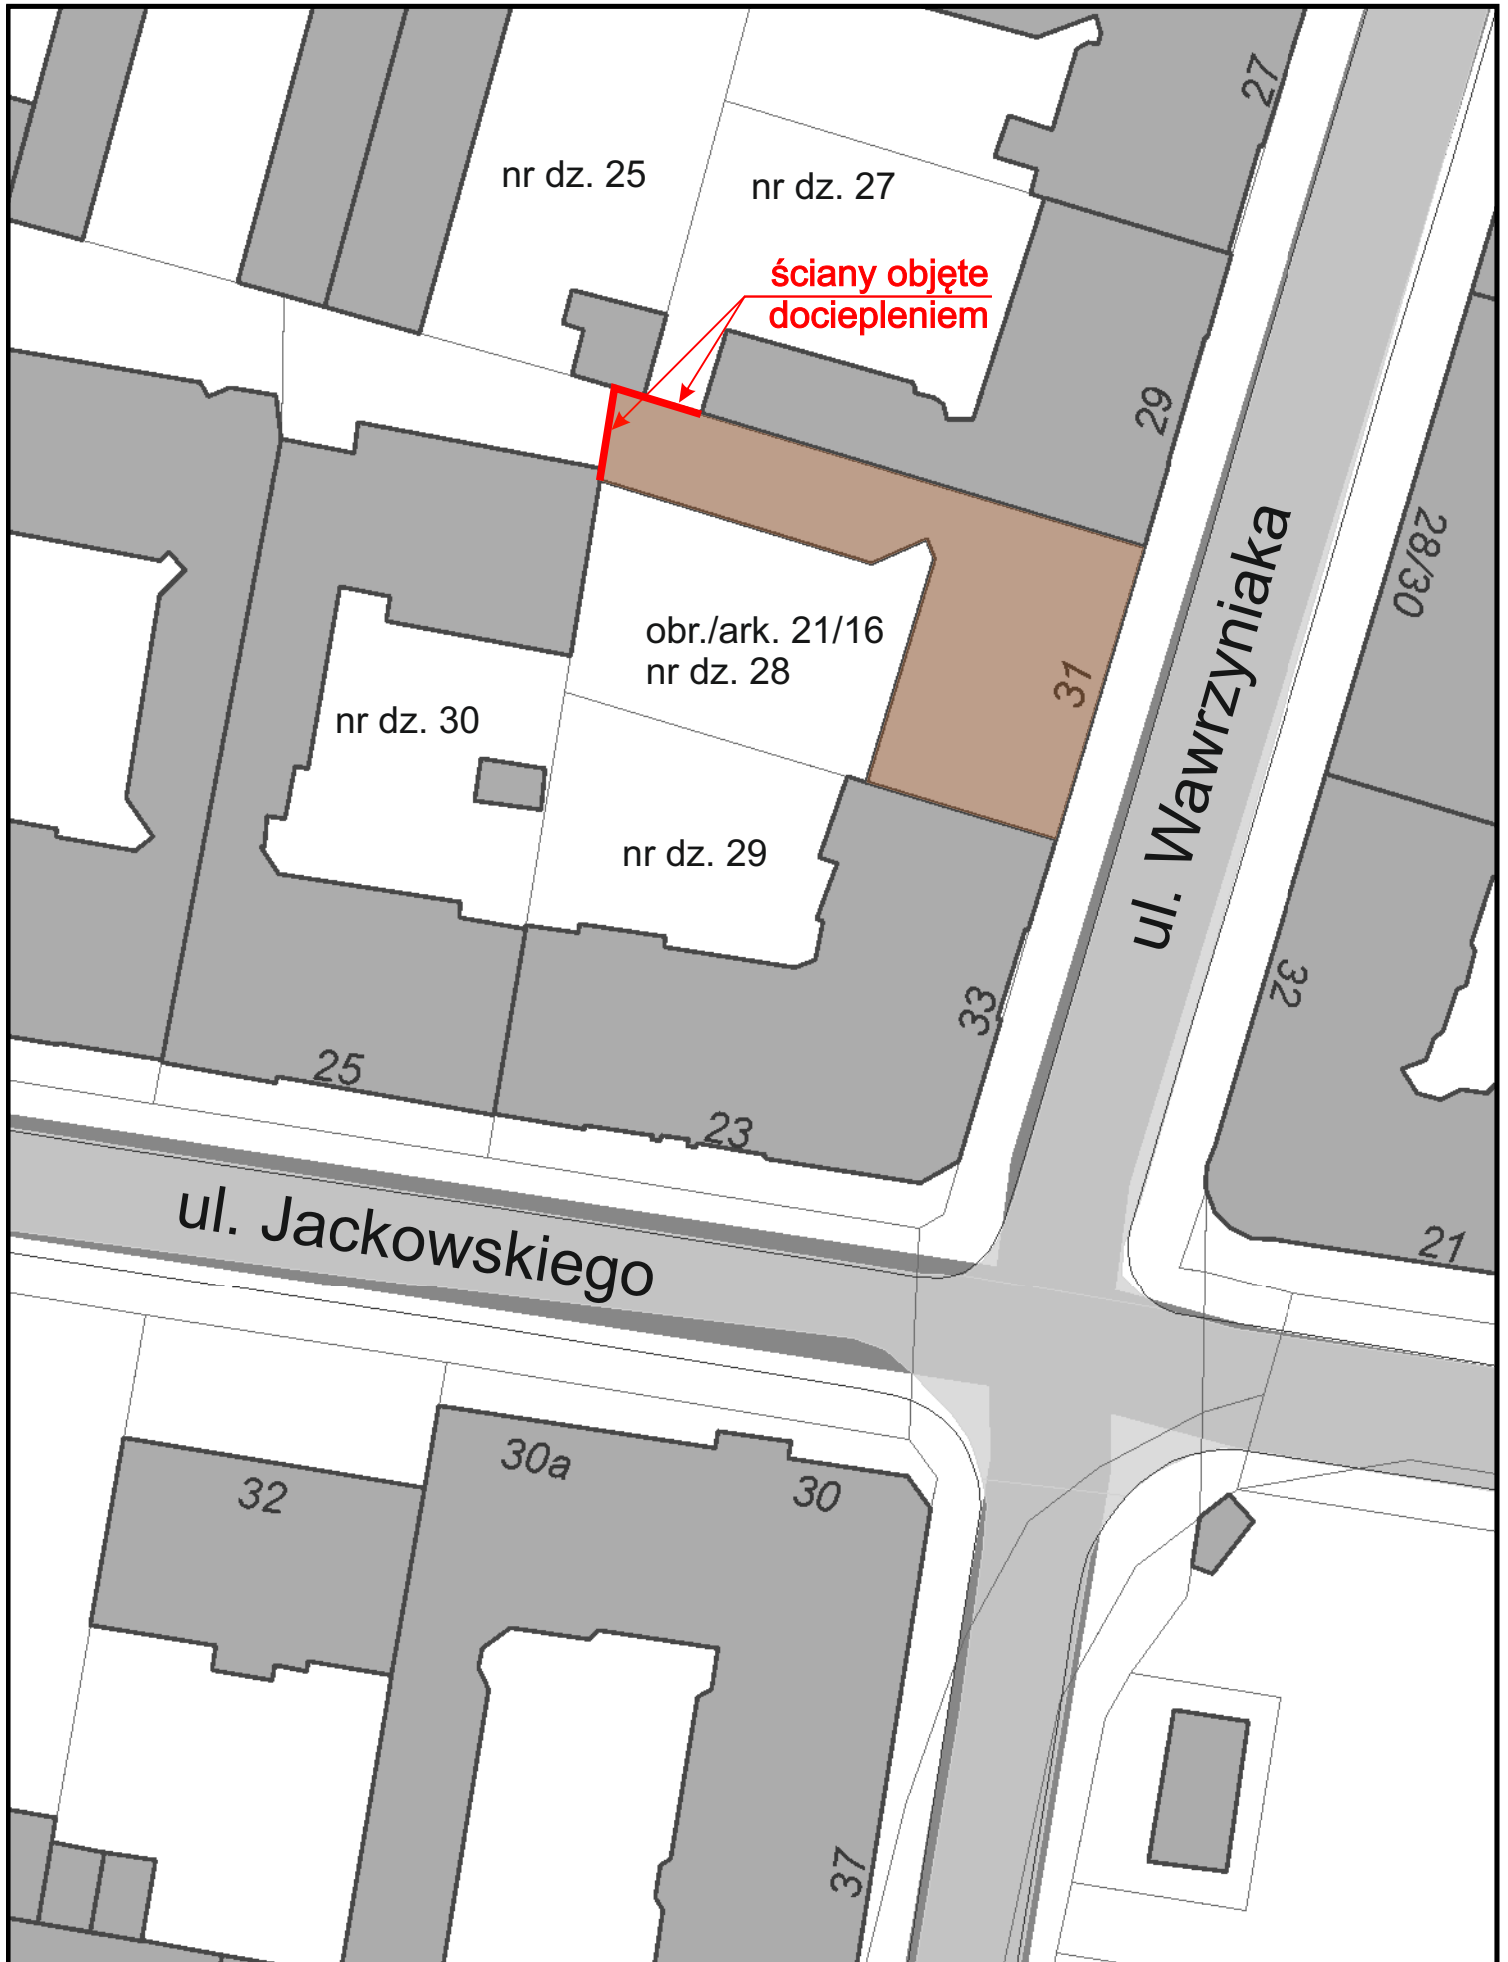 27
nr dz. 25
nr dz. 27
ściany objęte
dociepleniem
29
28/30
obr./ark. 21/16
nr dz. 28
31
nr dz. 30
ul. Wawrzyniaka
nr dz. 29
32
33
25
23
ul. Jackowskiego
21
30a
32
30
37